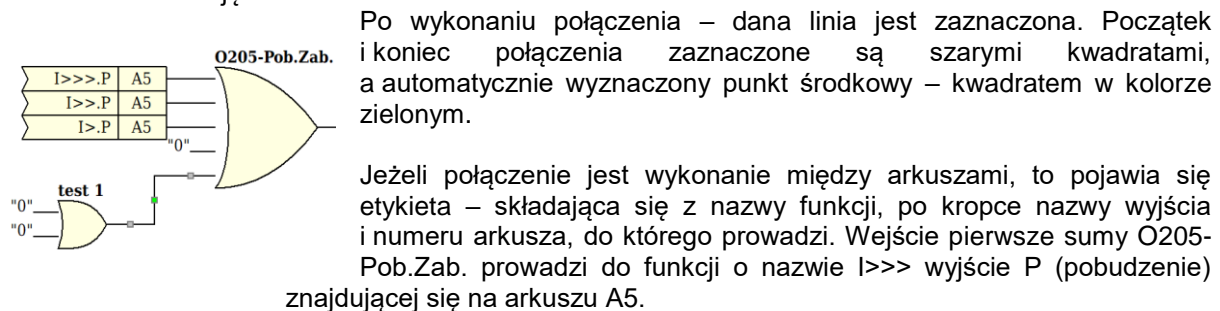 ją
Po wykonaniu połączenia – dana linia jest zaznaczona. Początek
i koniec połączenia zaznaczone są szarymi kwadratami,
a automatycznie wyznaczony punkt środkowy – kwadratem w kolorze
zielonym.
O205-Pob.Zab.
I>>>.P A5
I>>.P A5
I>.P A5
"0"
test 1
"0"
"0"
Jeżeli połączenie jest wykonanie między arkuszami, to pojawia się
etykieta – składająca się z nazwy funkcji, po kropce nazwy wyjścia
i numeru arkusza, do którego prowadzi. Wejście pierwsze sumy O205-
Pob.Zab. prowadzi do funkcji o nazwie I>>> wyjście P (pobudzenie)
znajdującej się na arkuszu A5.